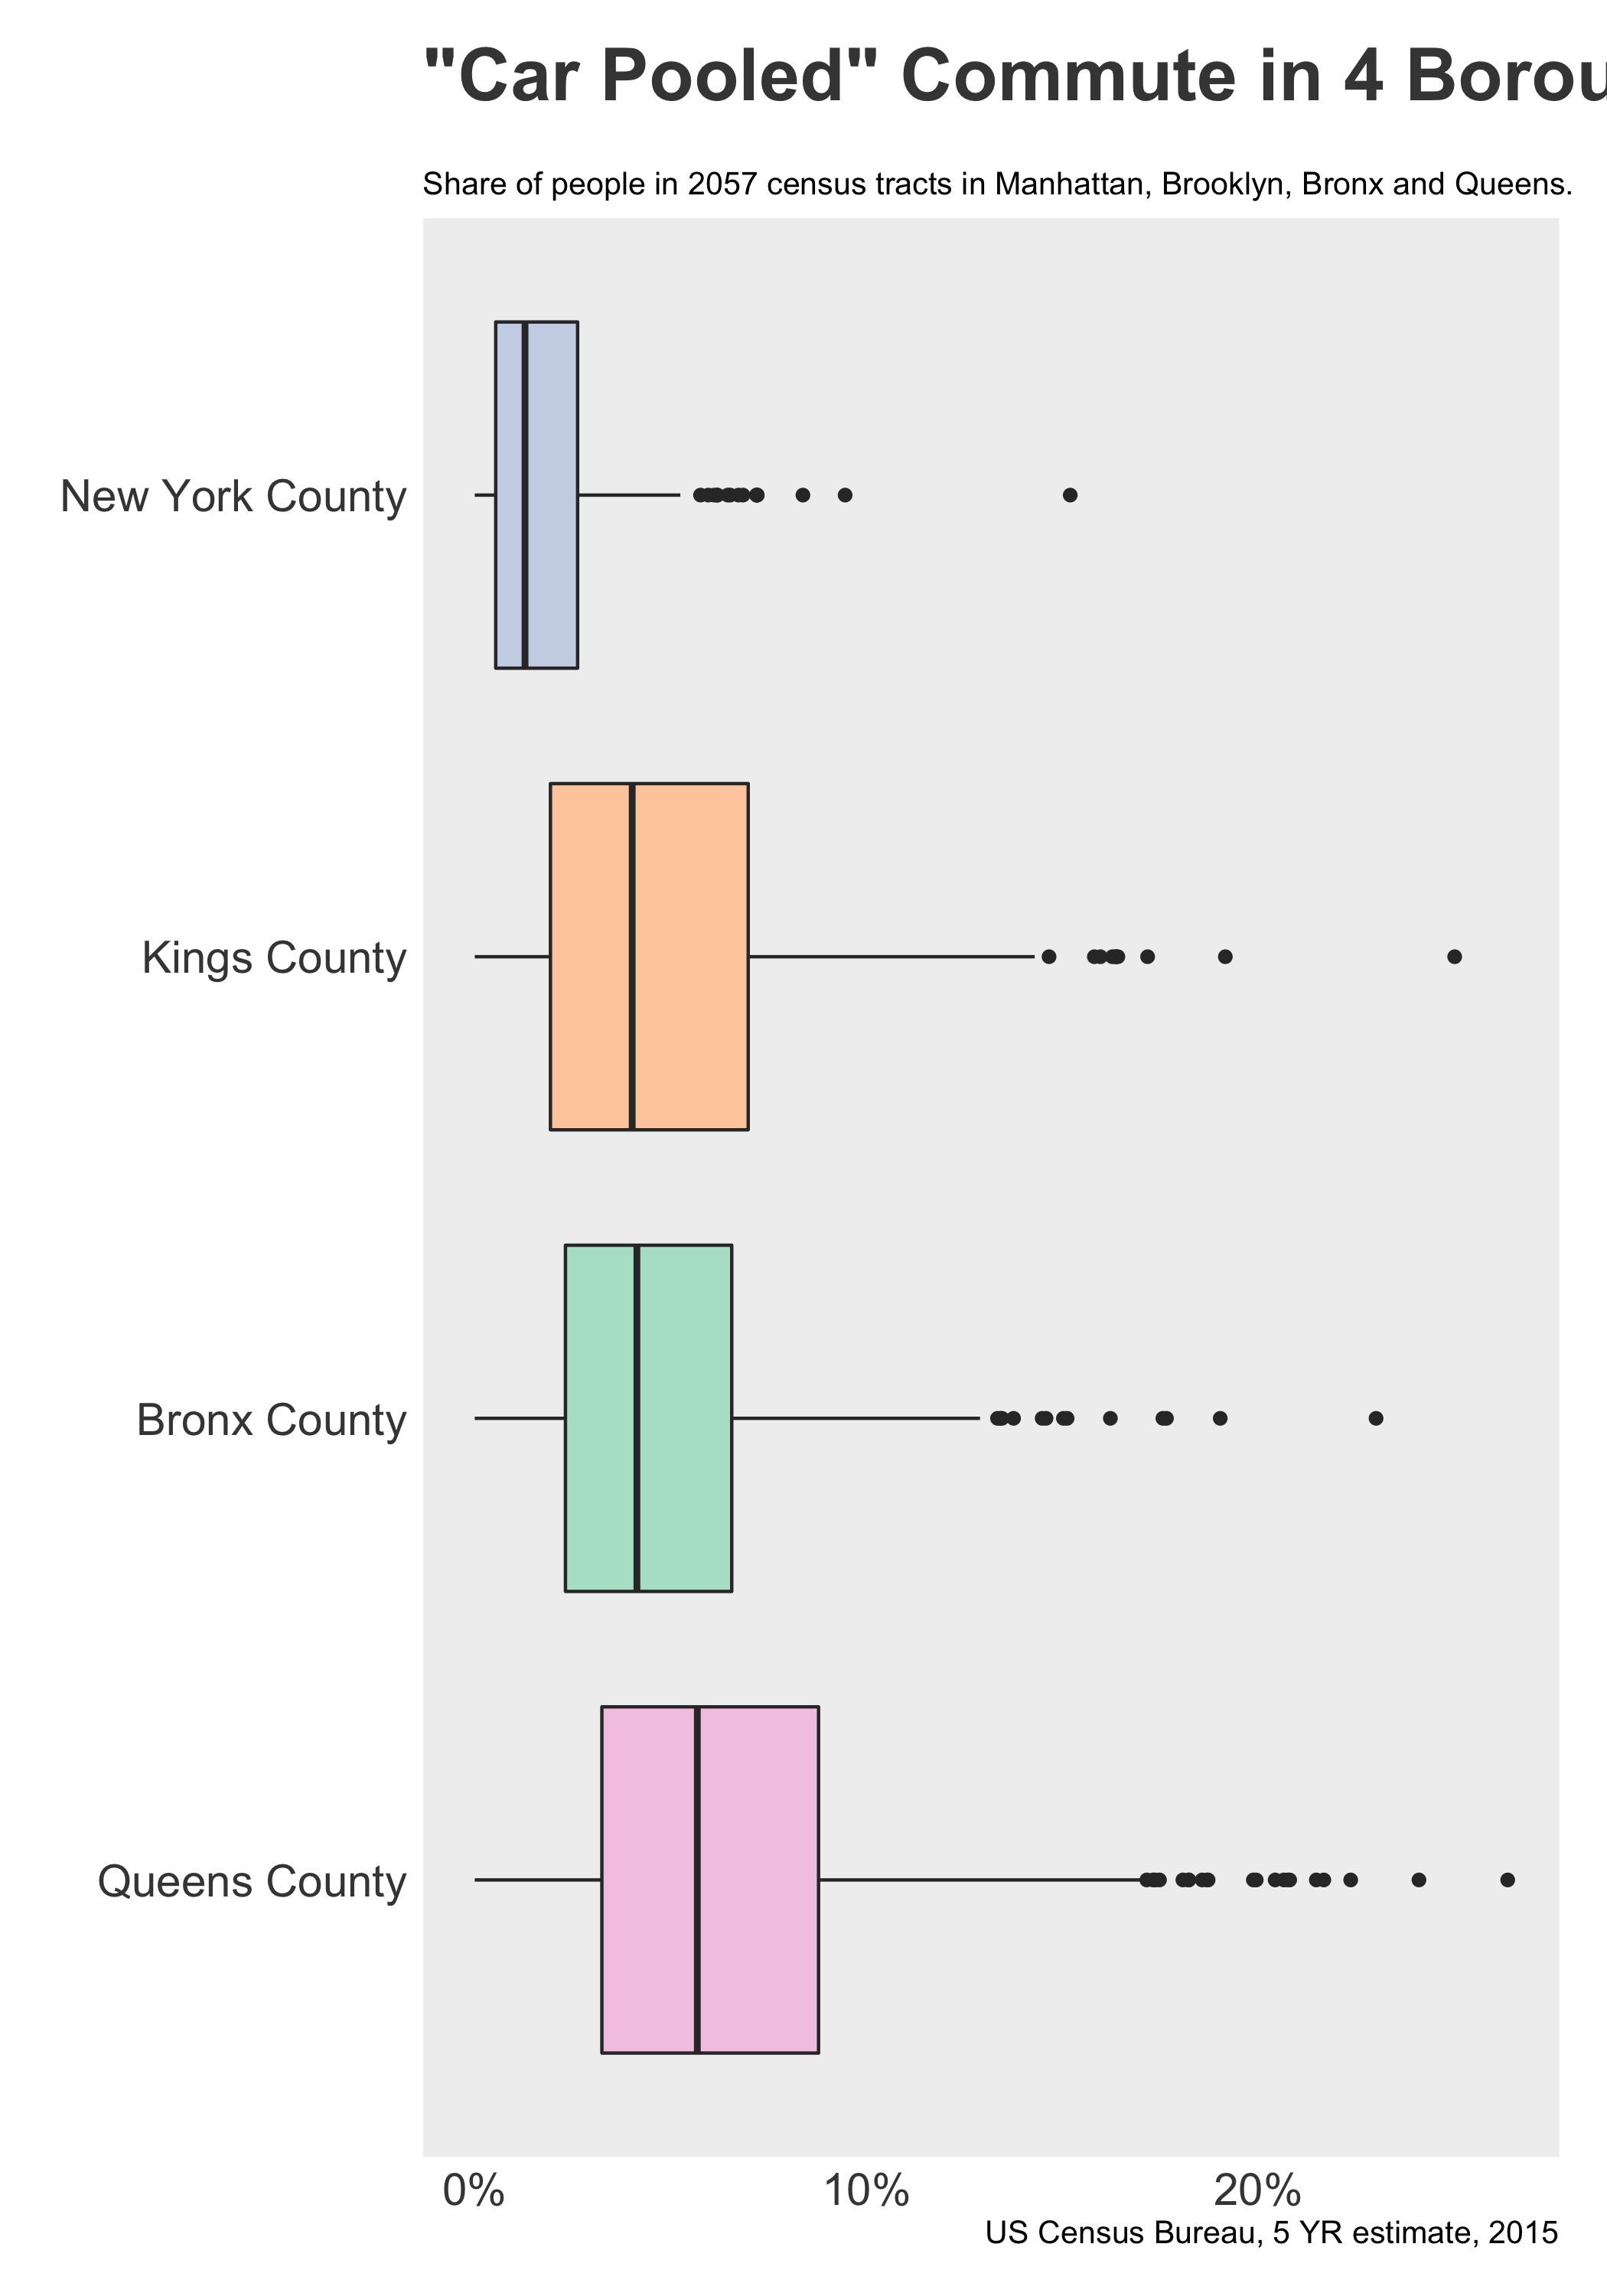 "Car Pooled" Commute in 4 Borou
Share of people in 2057 census tracts in Manhattan, Brooklyn, Bronx and Queens.
New York County
Kings County
Bronx County
Queens County
0% 10% 20%
US Census Bureau, 5 YR estimate, 2015